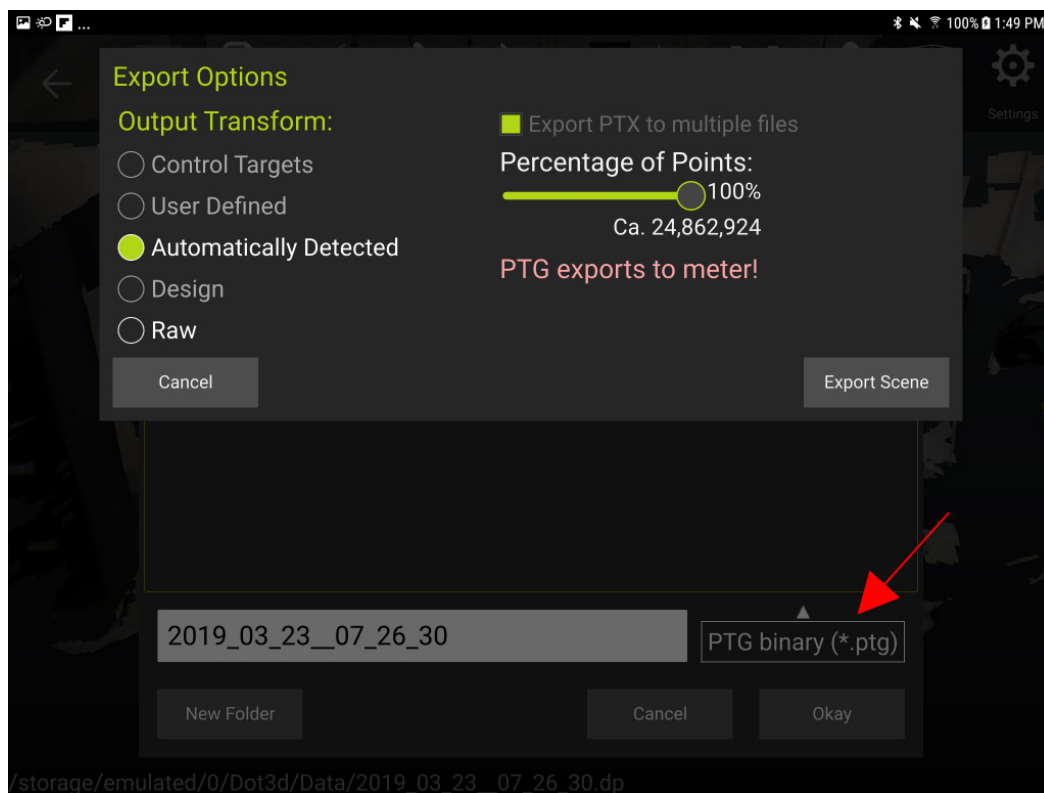 ... 100% 1:49 PM
Export Options
Settings
Output Transform:
Export PTX to multiple files
Control Targets
Percentage of Points:
100%
User Defined
Ca. 24,862,924
Automatically Detected
PTG exports to meter!
Design
Raw
Cancel
Export Scene
2019_03_23__07_26_30
PTG binary (*.ptg)
New Folder
Cancel
Okay
/storage/emulated/0/Dot3d/Data/2019_03_23__07_26_30.dp